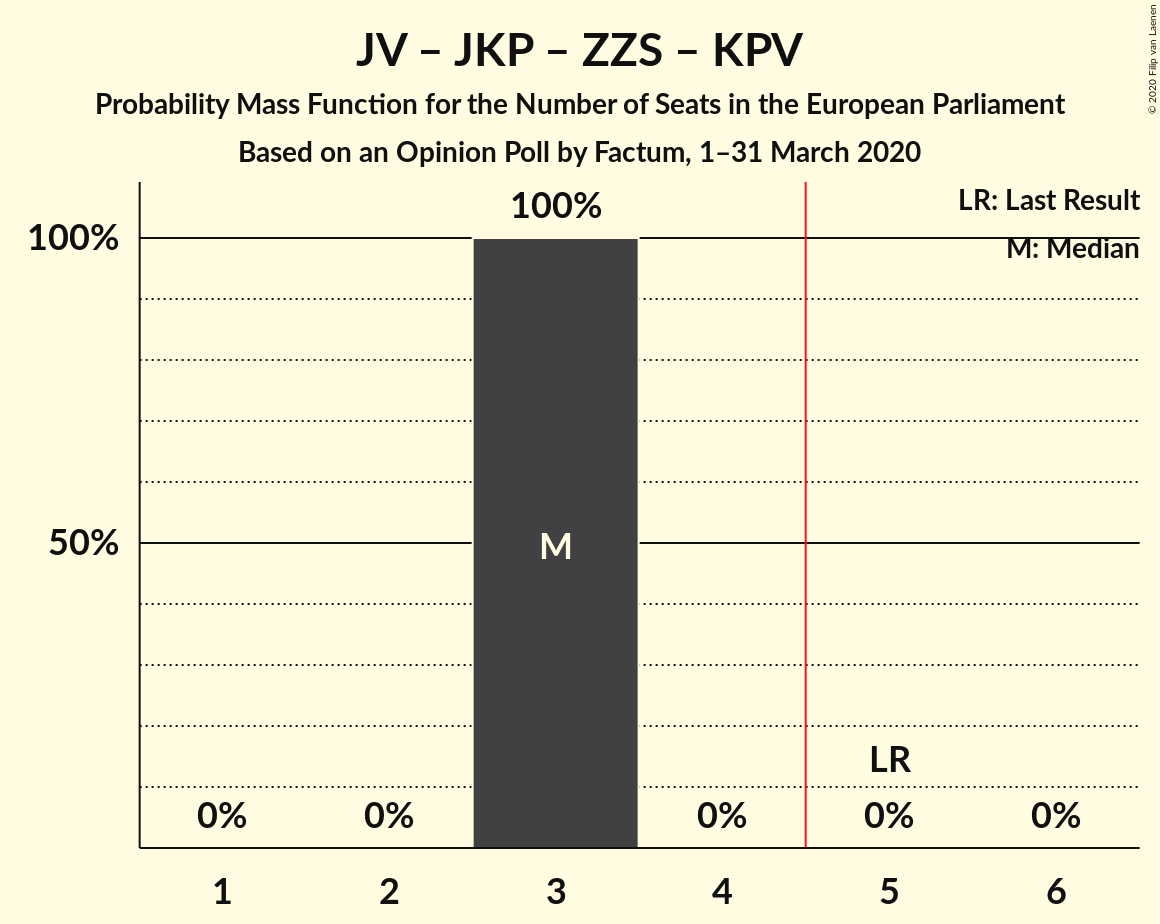 JV – JKP – ZZS – KPV
Probability Mass Function for the Number of Seats in the European Parliament
Based on an Opinion Poll by Factum, 1–31 March 2020
© 2020 Filip van Laenen
LR: Last Result
M: Median
100%
100%
50%
M
LR
0%
0%
0%
0%
0%
1
2
3
4
5
6